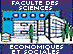 FACULTE DES
SCIENCES
ECONOMIQUES
ET SOCIALES